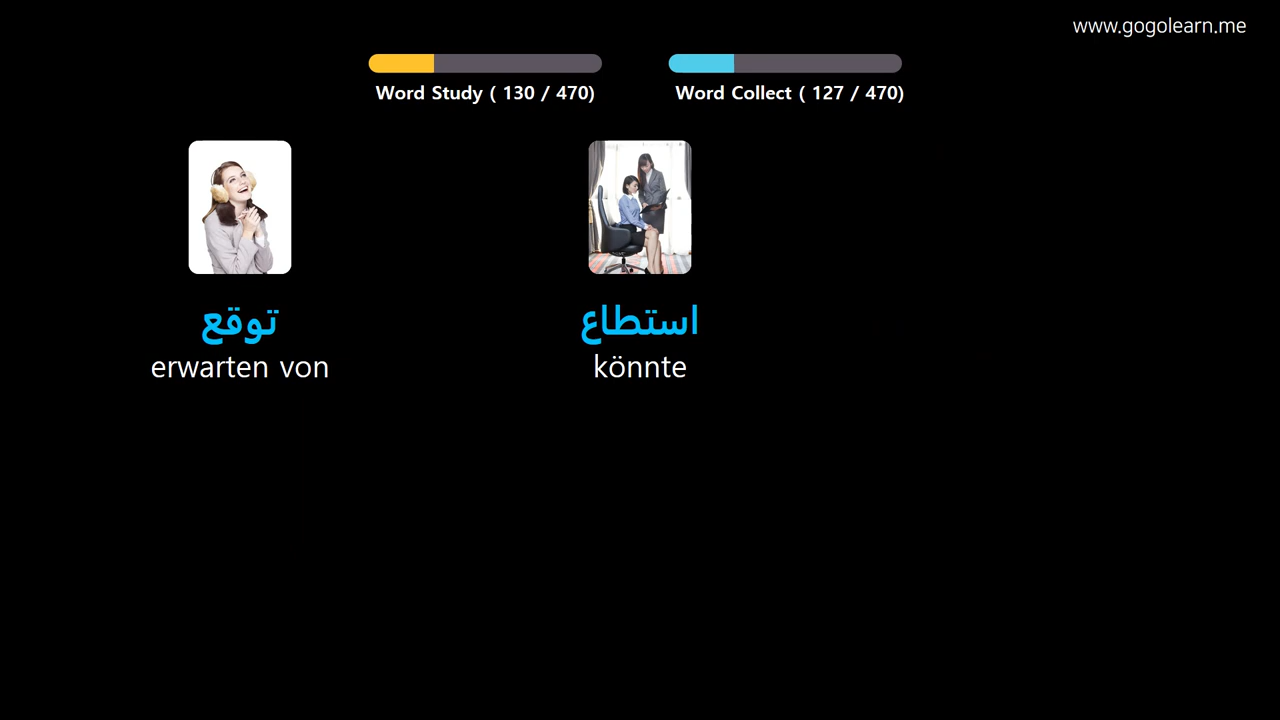 www.gogolearn.me
Word Study ( 130 / 470)
Word Collect ( 127 / 470)
توقع
erwarten von
استطاع
könnte